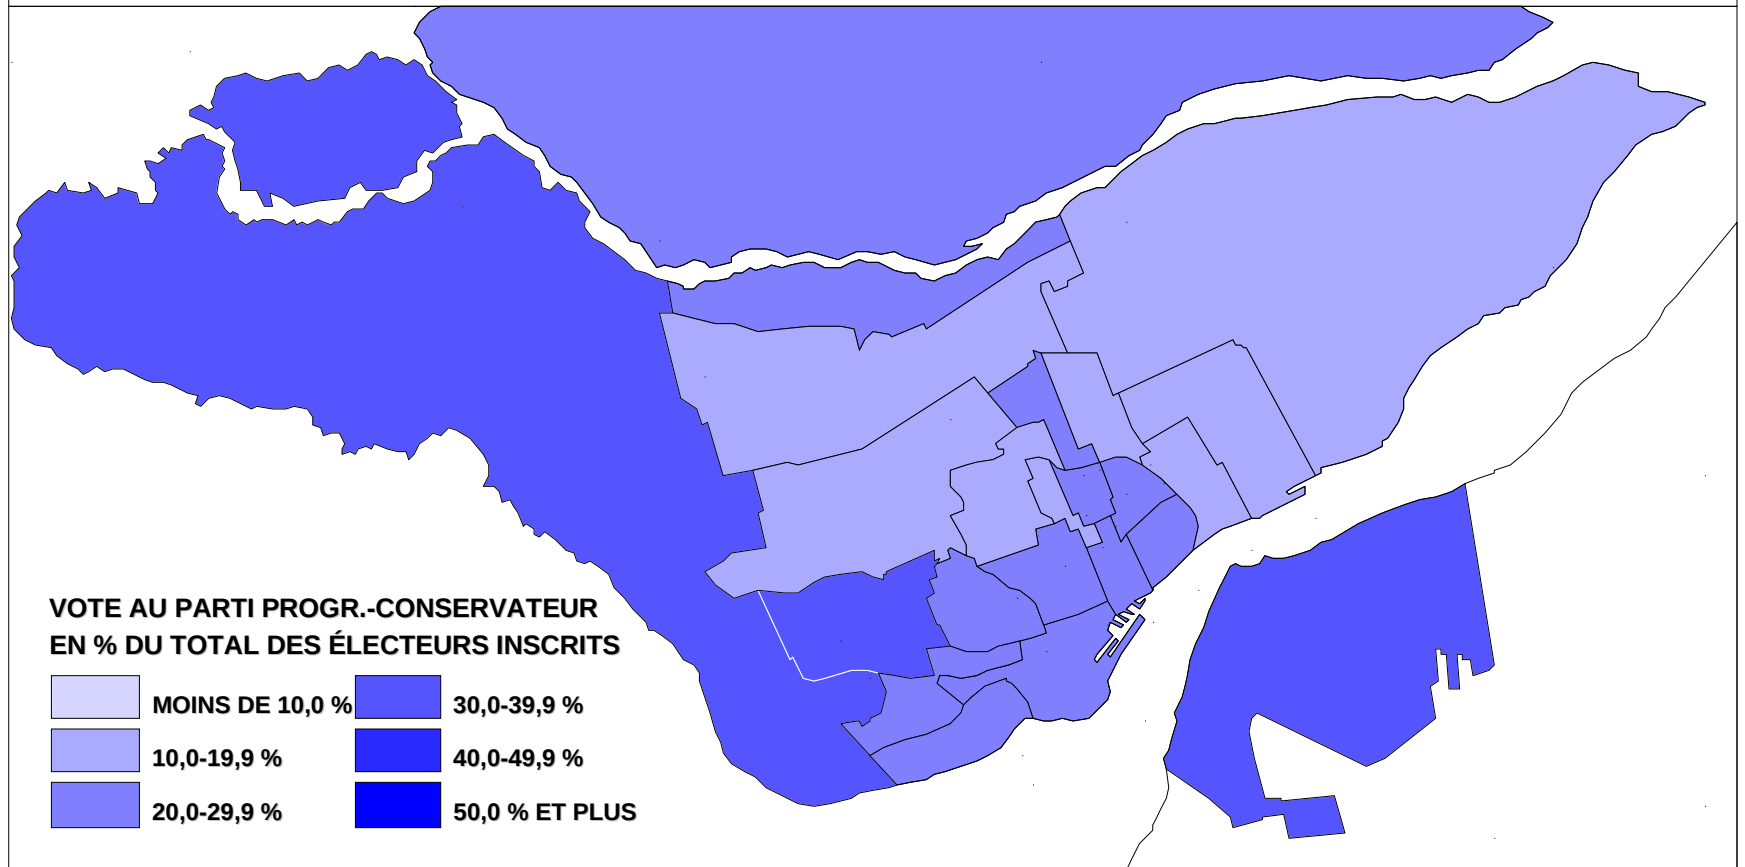 VOTE AU PARTI PROGR.-CONSERVATEUR
EN % DU TOTAL DES ÉLECTEURS INSCRITS
MOINS DE 10,0 %
10,0-19,9 %
20,0-29,9 %
30,0-39,9 %
40,0-49,9 %
50,0 % ET PLUS